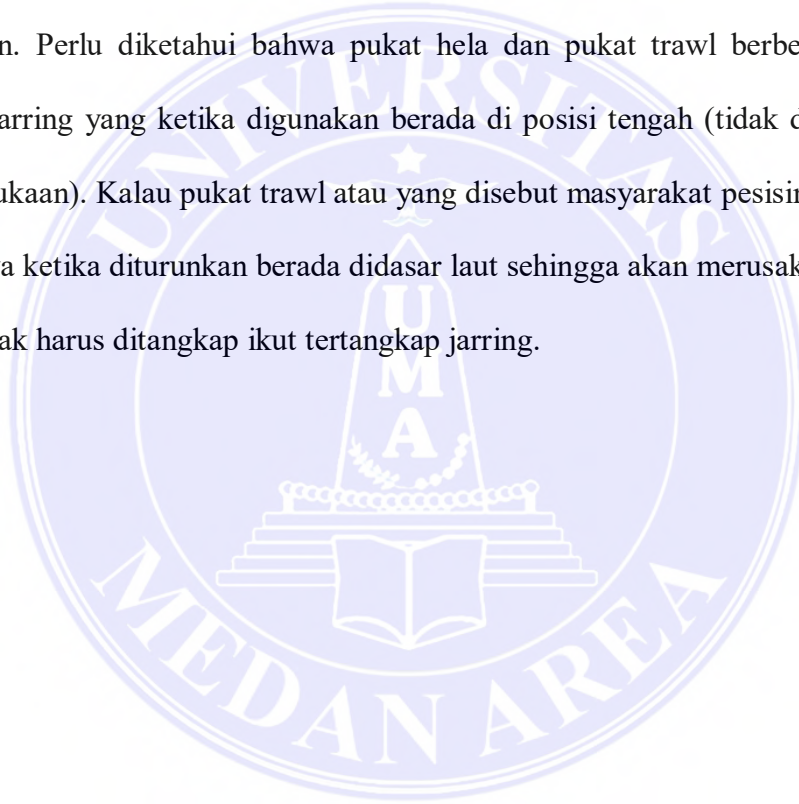 n. Perlu diketahui bahwa pukat hela dan pukat trawl berbe
arring yang ketika digunakan berada di posisi tengah (tidak d
ukaan). Kalau pukat trawl atau yang disebut masyarakat pesisir
a ketika diturunkan berada didasar laut sehingga akan merusak
ak harus ditangkap ikut tertangkap jarring.
UNIVERSITAS
UMA
MEDAN AREA